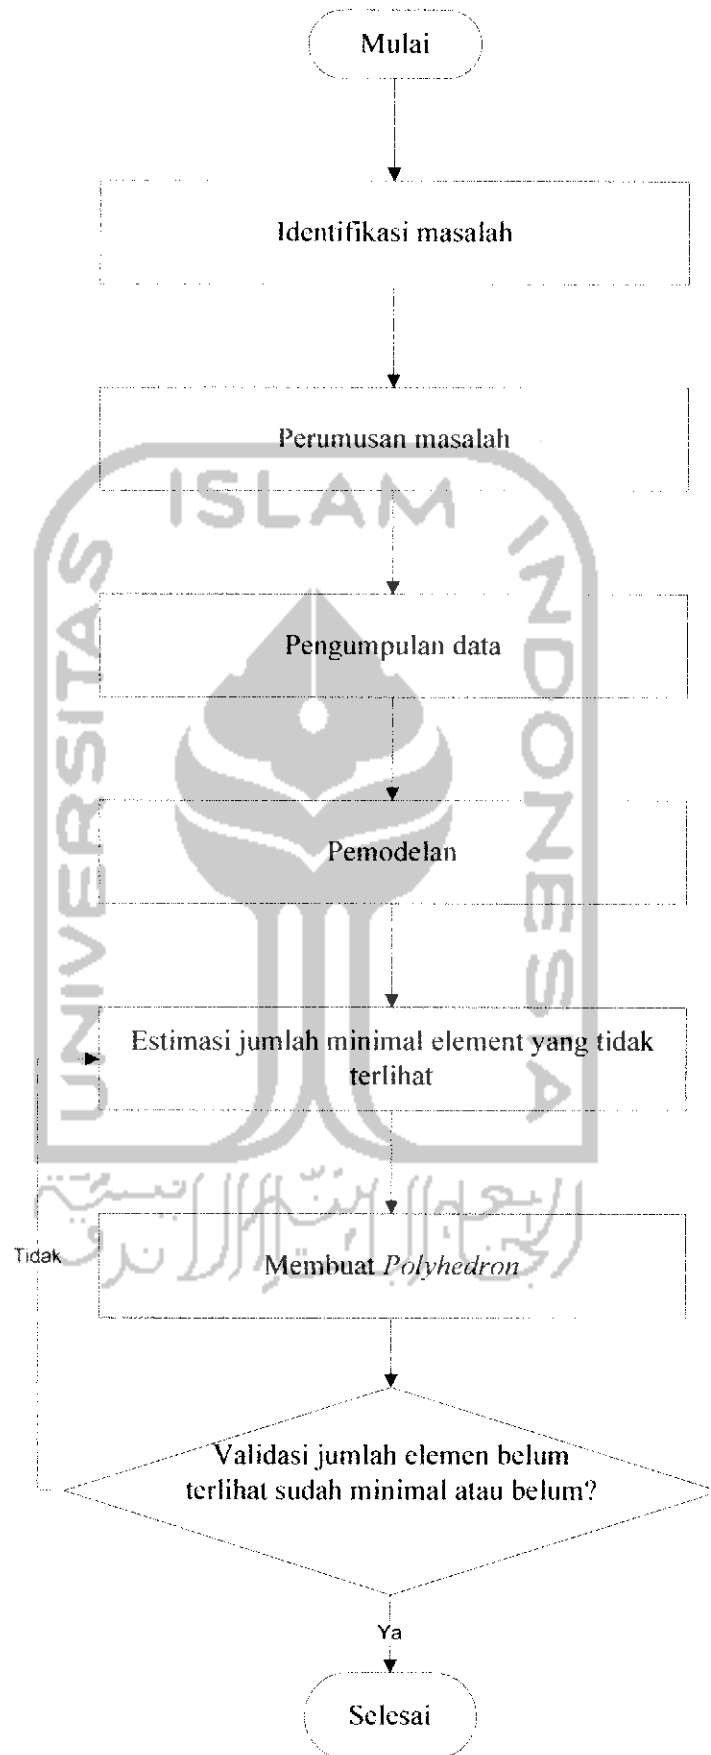 Mulai
Identifikasi masalah
Perumusan masalah
ISLAM
UNIVERSITAS
INDONESIA
Pengumpulan data
Pemodelan
Estimasi jumlah minimal element yang tidak
terlihat
Tidak
Membuat Polyhedron
Validasi jumlah elemen belum
terlihat sudah minimal atau belum?
Ya
Selesai